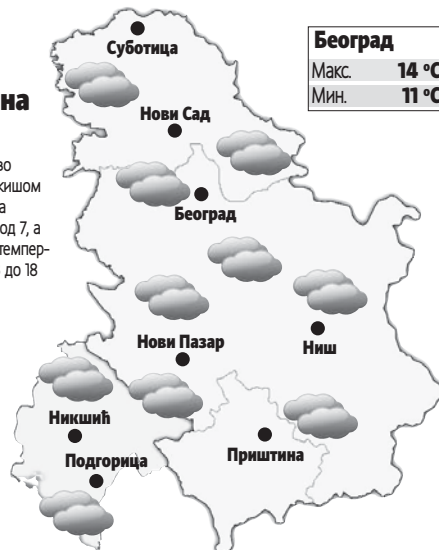 Суботица
Београд
Макс. 14 °C
Мин. 11 °C
на
Нови Сад
во
кишом
а
од 7, а
темпер-
до 18
Београд
Нови Пазар
Ниш
Никшић
Подгорица
Приштина